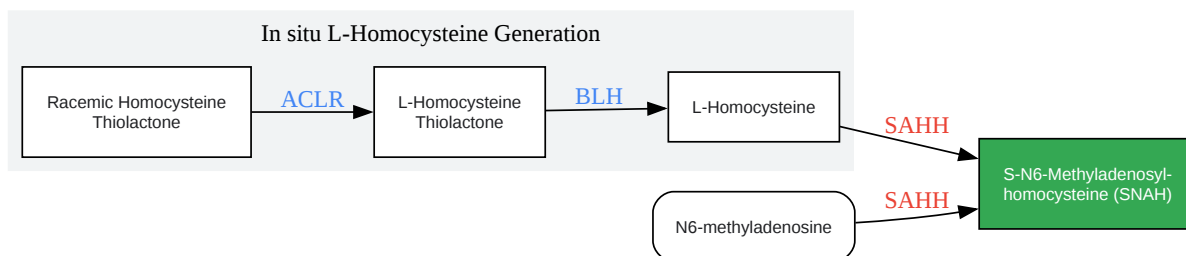 In situ L-Homocysteine Generation
Racemic Homocysteine
Thiolactone
ACLR
L-Homocysteine
Thiolactone
BLH
L-Homocysteine
SAHH
N6-methyladenosine
SAHH
S-N6-Methyladenosyl-
homocysteine (SNAH)